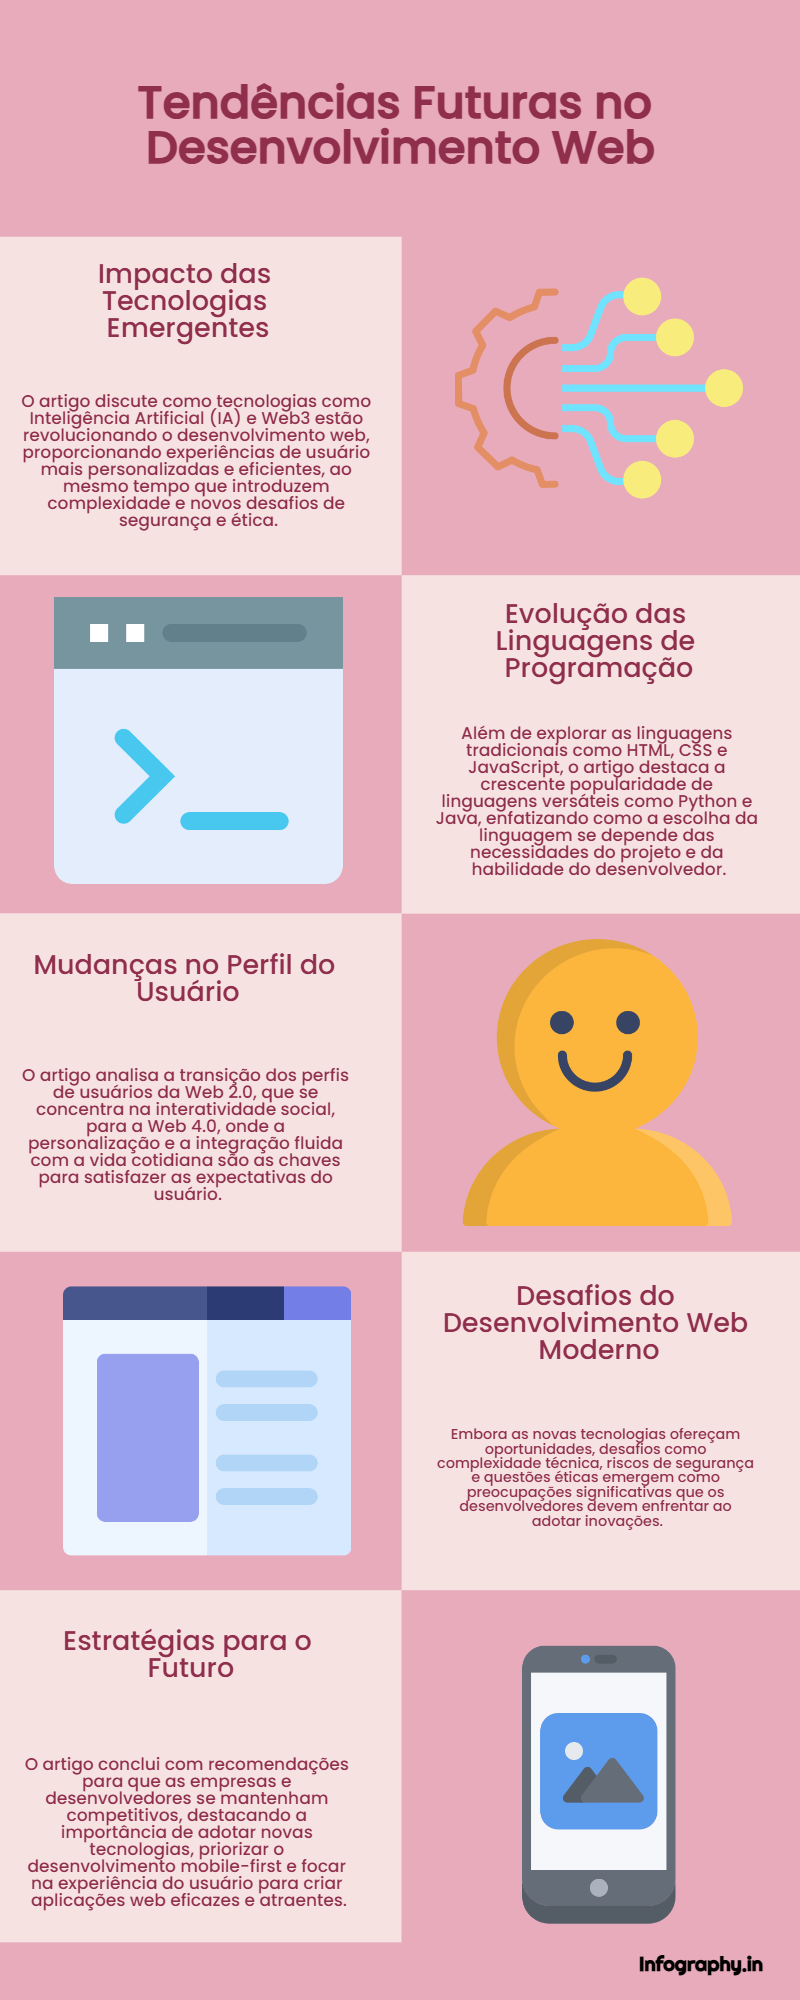 Tendências Futuras no
Desenvolvimento Web
Impacto das
Tecnologias
Emergentes
O artigo discute como tecnologias como
Inteligência Artificial (IA) e Web3 estão
revolucionando o desenvolvimento web,
proporcionando experiências de usuário
mais personalizadas e eficientes, ao
mesmo tempo que introduzem
complexidade e novos desafios de
segurança e ética.
Evolução das
Linguagens de
Programação
Além de explorar as linguagens
tradicionais como HTML, CSS e
JavaScript, o artigo destaca a
crescente popularidade de
linguagens versáteis como Python e
Java, enfatizando como a escolha da
linguagem se depende das
necessidades do projeto e da
habilidade do desenvolvedor.
Mudanças no Perfil do
Usuário
O artigo analisa a transição dos perfis
de usuários da Web 2.0, que se
concentra na interatividade social,
para a Web 4.0, onde a
personalização e a integração fluida
com a vida cotidiana são as chaves
para satisfazer as expectativas do
usuário.
Desafios do
Desenvolvimento Web
Moderno
Embora as novas tecnologias ofereçam
oportunidades, desafios como
complexidade técnica, riscos de segurança
e questões éticas emergem como
preocupações significativas que os
desenvolvedores devem enfrentar ao
adotar inovações.
Estratégias para o
Futuro
O artigo conclui com recomendações
para que as empresas e
desenvolvedores se mantenham
competitivos, destacando a
importância de adotar novas
tecnologias, priorizar o
desenvolvimento mobile-first e focar
na experiência do usuário para criar
aplicações web eficazes e atraentes.
Infography.in